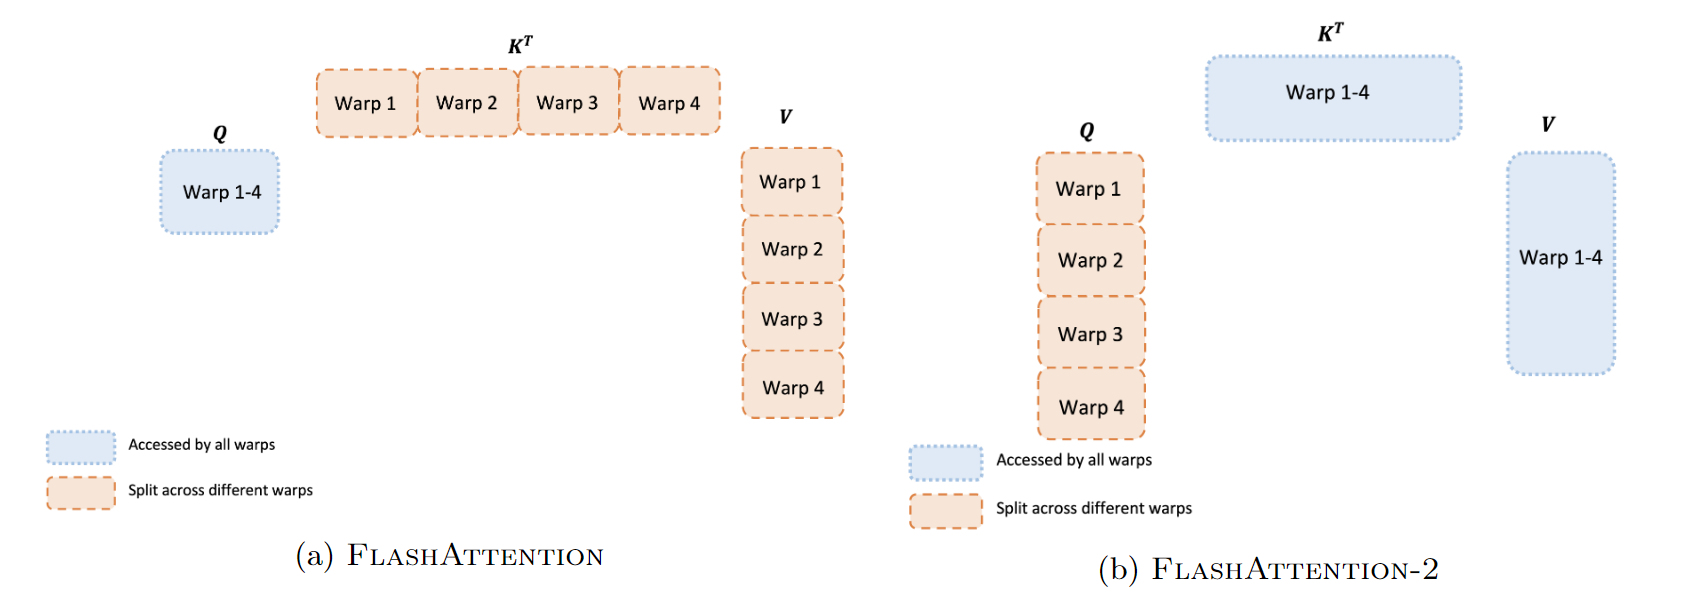 K^T
Warp 1 Warp 2 Warp 3 Warp 4
Q
Warp 1-4
V
Warp 1
Warp 2
Warp 3
Warp 4
Accessed by all warps
Split across different warps
(a) FLASHATTENTION
K^T
Warp 1-4
Q
Warp 1
Warp 2
Warp 3
Warp 4
V
Warp 1-4
Accessed by all warps
Split across different warps
(b) FLASHATTENTION-2